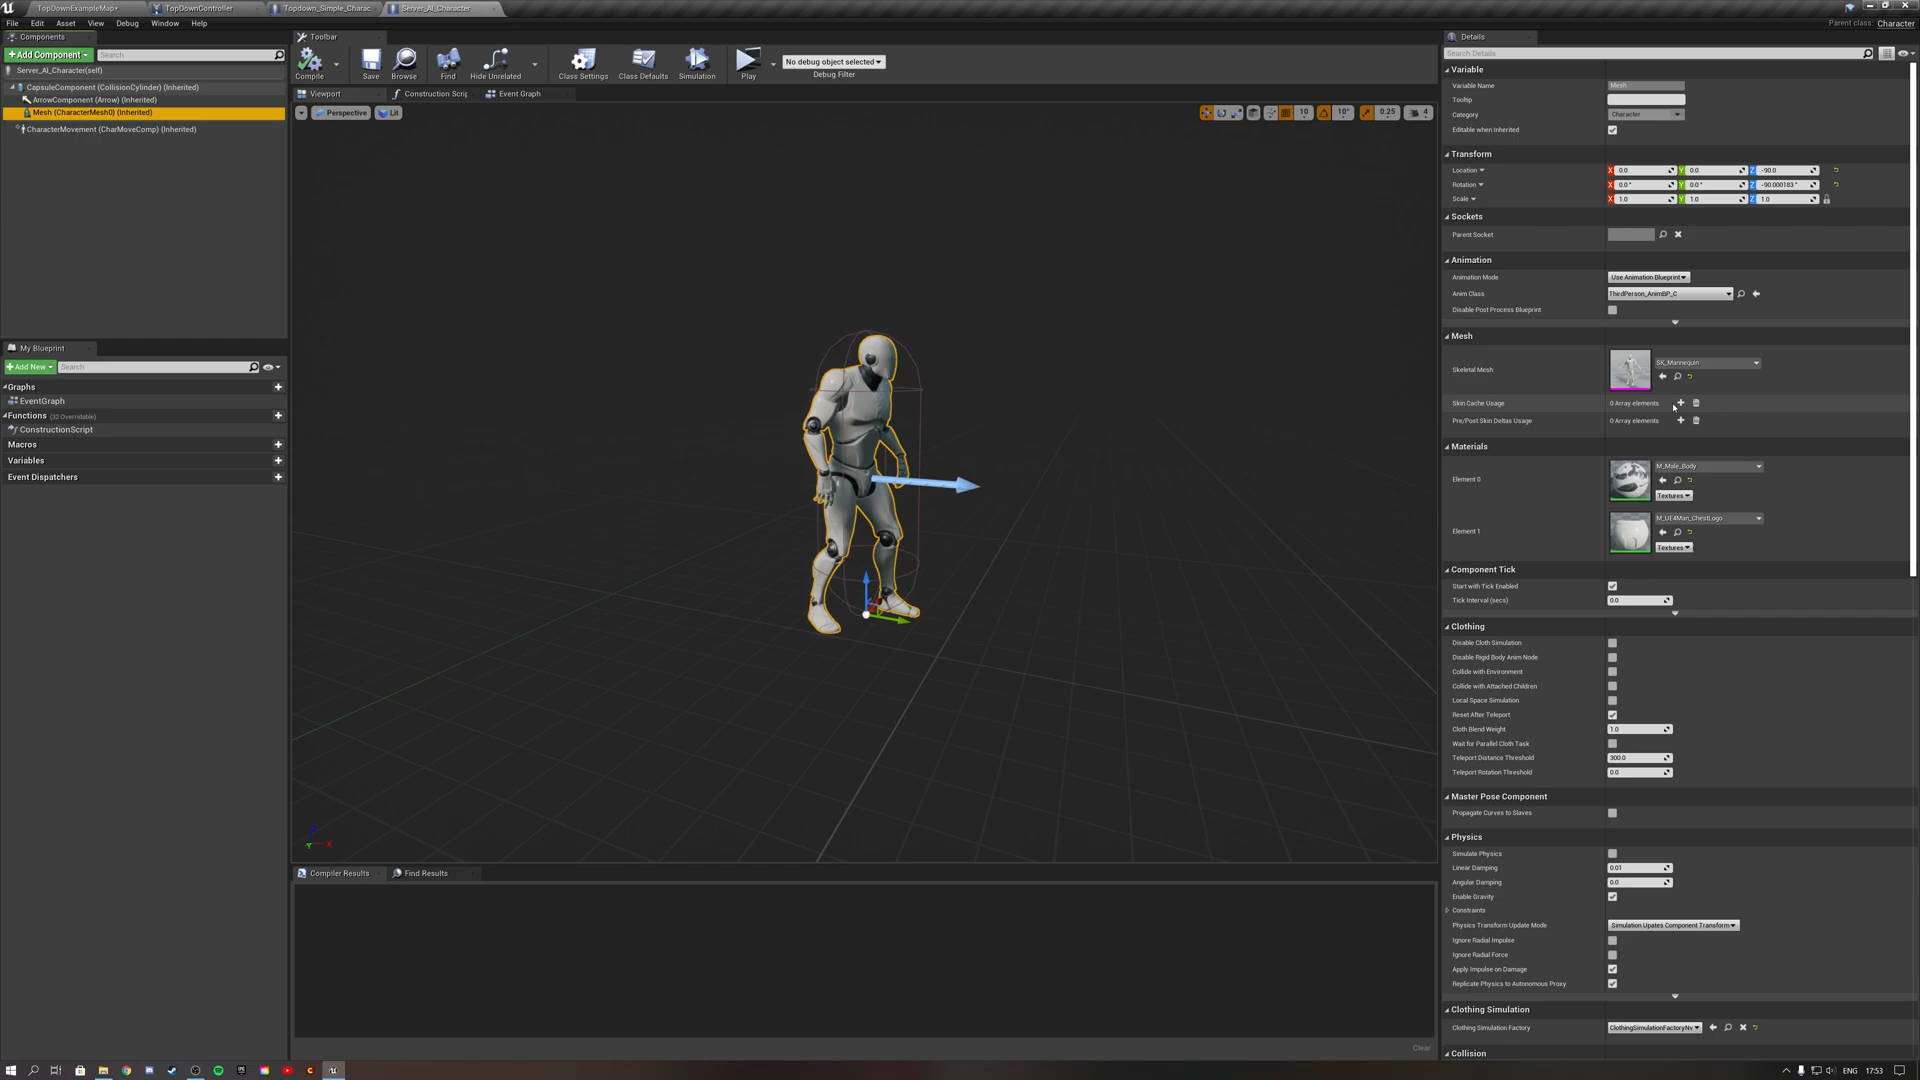 TopDownExampleMap*
TopDownController
Topdown_Simple_Charac
Server_AI_Character
File Edit Asset View Debug Window Help
Parent class: Character
Components
Toolbar
Details
+Add Component
Search
Server_AI_Character(self)
CapsuleComponent (CollisionCylinder) (Inherited)
ArrowComponent (Arrow) (Inherited)
Mesh (CharacterMesh0) (Inherited)
CharacterMovement (CharMoveComp) (Inherited)
Compile
Save
Browse
Find
Hide Unrelated
Class Settings
Class Defaults
Simulation
Play
No debug object selected
Debug Filter
Viewport
Construction Scrip
Event Graph
Perspective
Lit
10
10°
0.25
4
My Blueprint
+Add New
Search
Graphs
EventGraph
Functions (32 Overridable)
ConstructionScript
Macros
Variables
Event Dispatchers
Compiler Results
Find Results
Clear
Search Details
Variable
Variable Name Mesh
Tooltip
Category Character
Editable when Inherited
Transform
Location X 0.0 Y 0.0 Z -90.0
Rotation X 0.0 ° Y 0.0 ° Z -90.000183 °
Scale X 1.0 Y 1.0 Z 1.0
Sockets
Parent Socket
Animation
Animation Mode Use Animation Blueprint
Anim Class ThirdPerson_AnimBP_C
Disable Post Process Blueprint
Mesh
Skeletal Mesh SK_Mannequin
Skin Cache Usage 0 Array elements
Pre/Post Skin Deltas Usage 0 Array elements
Materials
Element 0 M_Male_Body
Textures
Element 1 M_UE4Man_ChestLogo
Textures
Component Tick
Start with Tick Enabled
Tick Interval (secs) 0.0
Clothing
Disable Cloth Simulation
Disable Rigid Body Anim Node
Collide with Environment
Collide with Attached Children
Local Space Simulation
Reset After Teleport
Cloth Blend Weight 1.0
Wait for Parallel Cloth Task
Teleport Distance Threshold 300.0
Teleport Rotation Threshold 0.0
Master Pose Component
Propagate Curves to Slaves
Physics
Simulate Physics
Linear Damping 0.01
Angular Damping 0.0
Enable Gravity
Constraints
Physics Transform Update Mode Simulation Upates Component Transform
Ignore Radial Impulse
Ignore Radial Force
Apply Impulse on Damage
Replicate Physics to Autonomous Proxy
Clothing Simulation
Clothing Simulation Factory ClothingSimulationFactoryNv
Collision
ENG 17:53